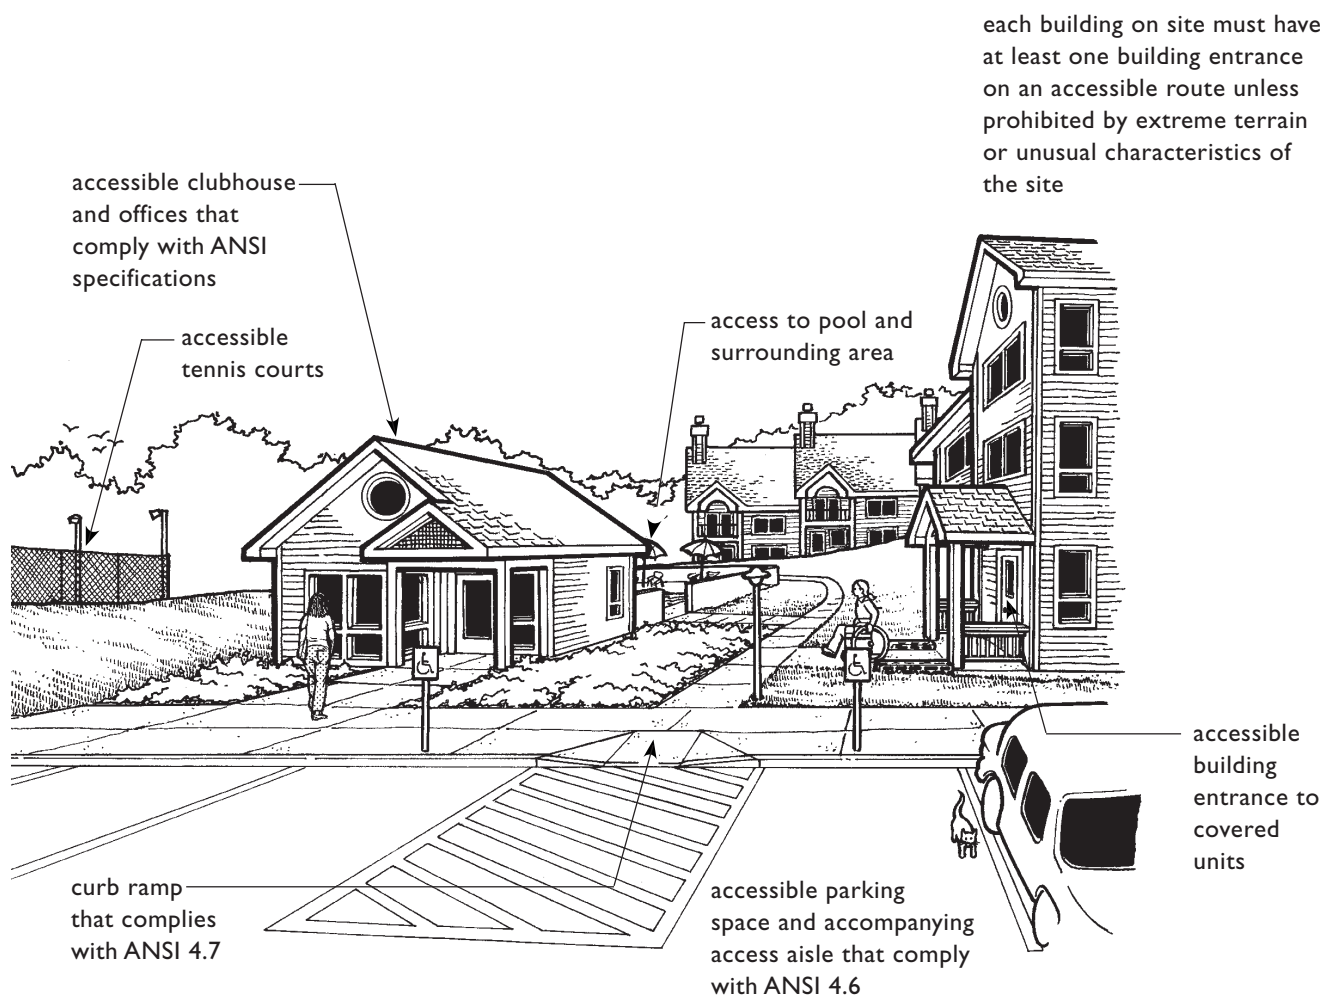 each building on site must have
at least one building entrance
on an accessible route unless
prohibited by extreme terrain
or unusual characteristics of
the site
accessible clubhouse
and offices that
comply with ANSI
specifications
accessible
tennis courts
access to pool and
surrounding area
accessible
building
entrance to
covered
units
curb ramp
that complies
with ANSI 4.7
accessible parking
space and accompanying
access aisle that comply
with ANSI 4.6